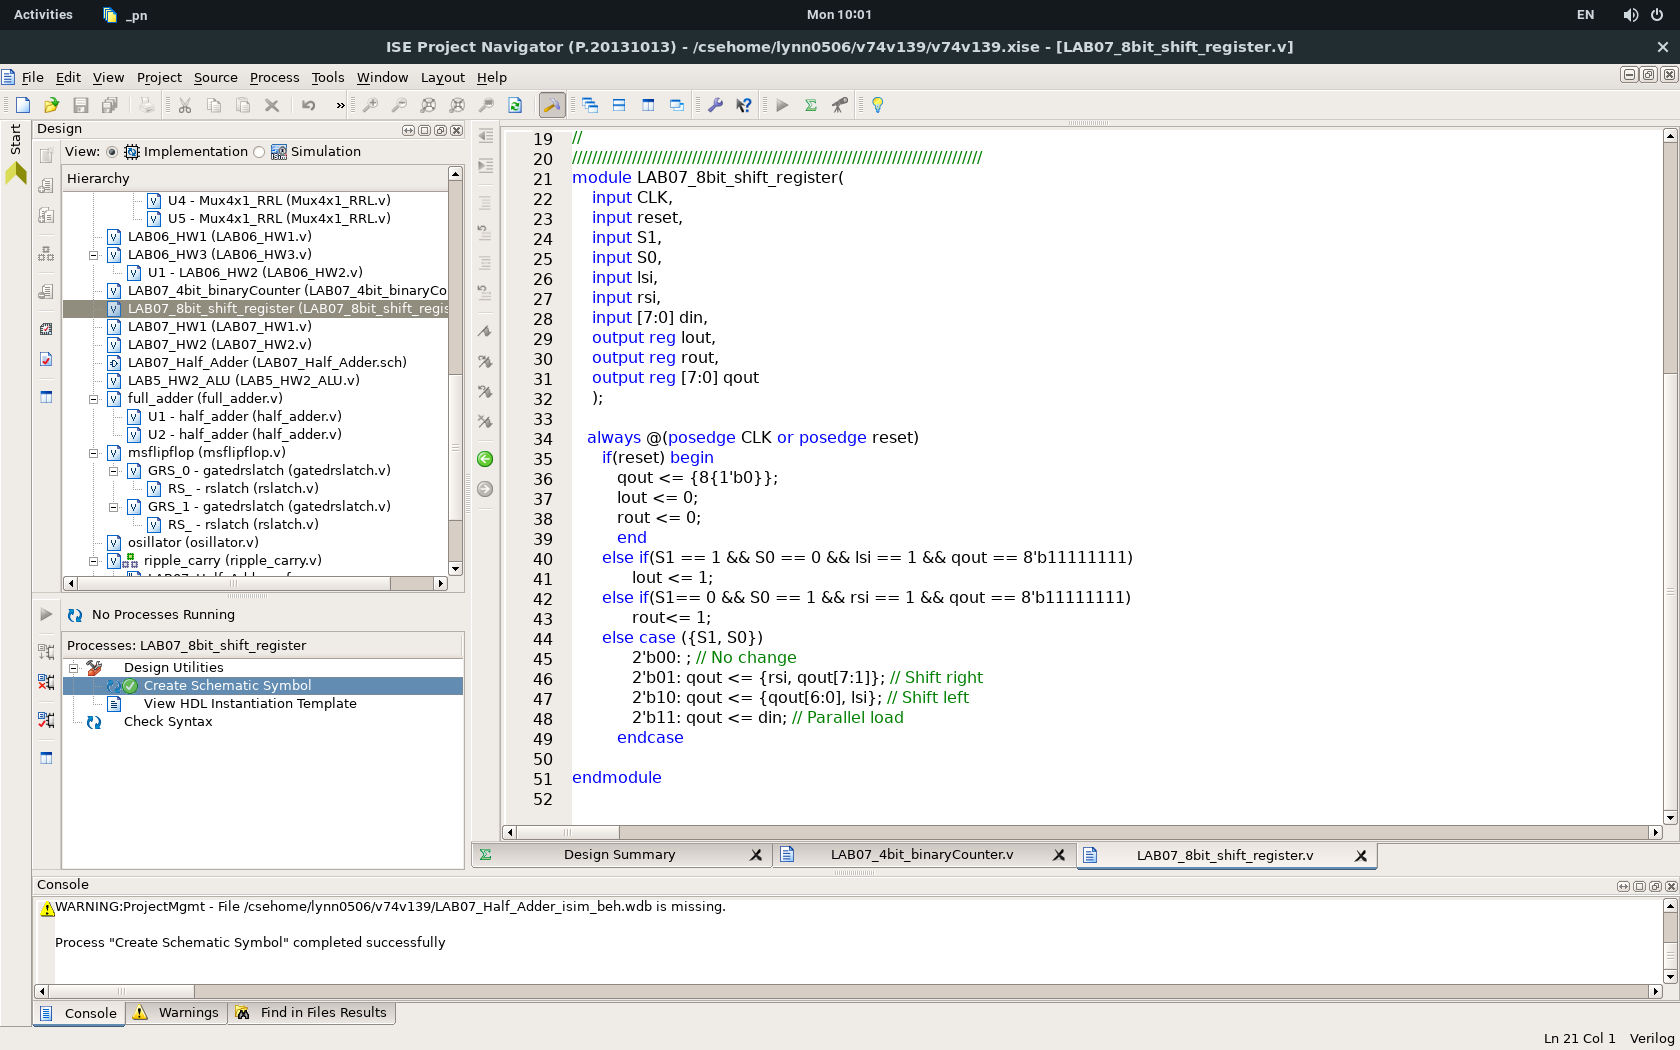 Activities
_pn
Mon 10:01
EN
ISE Project Navigator (P.20131013) - /csehome/lynn0506/v74v139/v74v139.xise - [LAB07_8bit_shift_register.v]
File Edit View Project Source Process Tools Window Layout Help
»
Start
Design
View: Implementation Simulation
Hierarchy
U4 - Mux4x1_RRL (Mux4x1_RRL.v)
U5 - Mux4x1_RRL (Mux4x1_RRL.v)
LAB06_HW1 (LAB06_HW1.v)
LAB06_HW3 (LAB06_HW3.v)
U1 - LAB06_HW2 (LAB06_HW2.v)
LAB07_4bit_binaryCounter (LAB07_4bit_binaryCo
LAB07_8bit_shift_register (LAB07_8bit_shift_regis
LAB07_HW1 (LAB07_HW1.v)
LAB07_HW2 (LAB07_HW2.v)
LAB07_Half_Adder (LAB07_Half_Adder.sch)
LAB5_HW2_ALU (LAB5_HW2_ALU.v)
full_adder (full_adder.v)
U1 - half_adder (half_adder.v)
U2 - half_adder (half_adder.v)
msflipflop (msflipflop.v)
GRS_0 - gatedrslatch (gatedrslatch.v)
RS_ - rslatch (rslatch.v)
GRS_1 - gatedrslatch (gatedrslatch.v)
RS_ - rslatch (rslatch.v)
osillator (osillator.v)
ripple_carry (ripple_carry.v)
No Processes Running
Processes: LAB07_8bit_shift_register
Design Utilities
Create Schematic Symbol
View HDL Instantiation Template
Check Syntax
19 //
20 //////////////////////////////////////////////////////////////////////////////////
21 module LAB07_8bit_shift_register(
22 input CLK,
23 input reset,
24 input S1,
25 input S0,
26 input lsi,
27 input rsi,
28 input [7:0] din,
29 output reg lout,
30 output reg rout,
31 output reg [7:0] qout
32 );
33
34 always @(posedge CLK or posedge reset)
35 if(reset) begin
36 qout <= {8{1'b0}};
37 lout <= 0;
38 rout <= 0;
39 end
40 else if(S1 == 1 && S0 == 0 && lsi == 1 && qout == 8'b11111111)
41 lout <= 1;
42 else if(S1== 0 && S0 == 1 && rsi == 1 && qout == 8'b11111111)
43 rout<= 1;
44 else case ({S1, S0})
45 2'b00: ; // No change
46 2'b01: qout <= {rsi, qout[7:1]}; // Shift right
47 2'b10: qout <= {qout[6:0], lsi}; // Shift left
48 2'b11: qout <= din; // Parallel load
49 endcase
50
51 endmodule
52
Design Summary
LAB07_4bit_binaryCounter.v
LAB07_8bit_shift_register.v
Console
WARNING:ProjectMgmt - File /csehome/lynn0506/v74v139/LAB07_Half_Adder_isim_beh.wdb is missing.
Process "Create Schematic Symbol" completed successfully
Console
Warnings
Find in Files Results
Ln 21 Col 1 Verilog